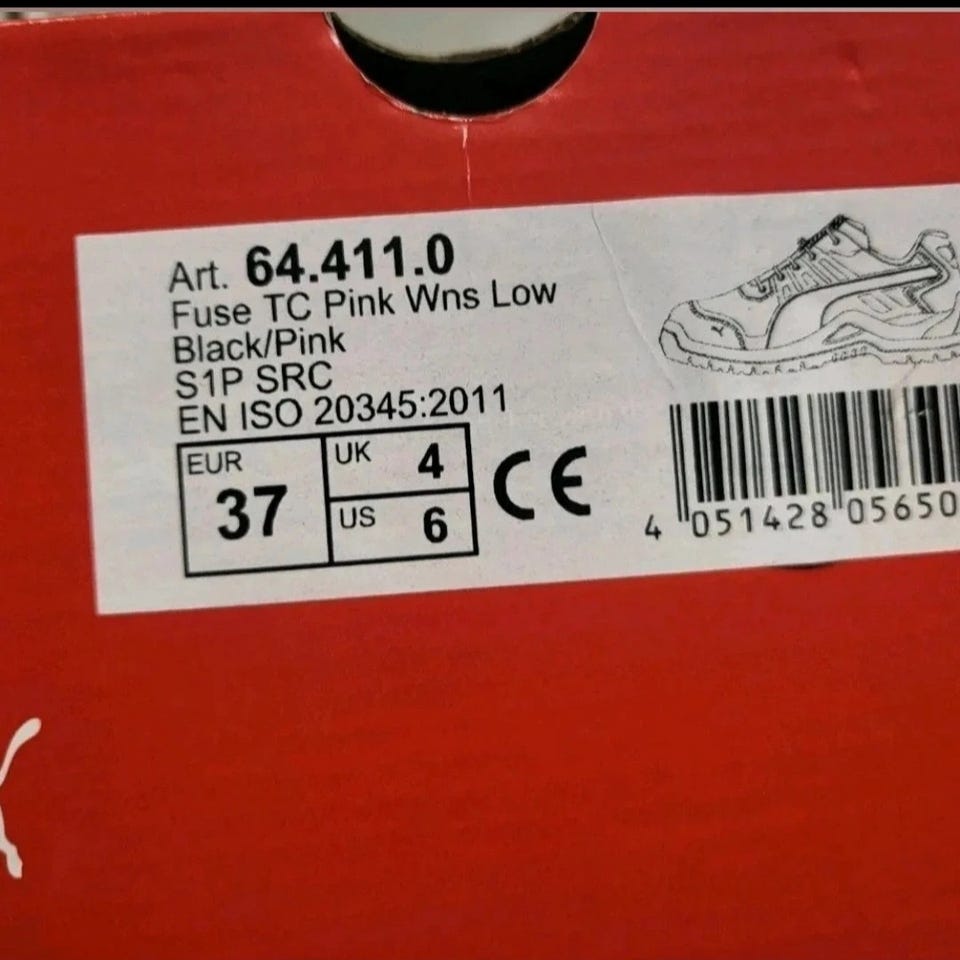 Art. 64.411.0
Fuse TC Pink Wns Low
Black/Pink
S1P SRC
EN ISO 20345:2011
EUR
37
UK 4
US 6
CE
4 051428 05650